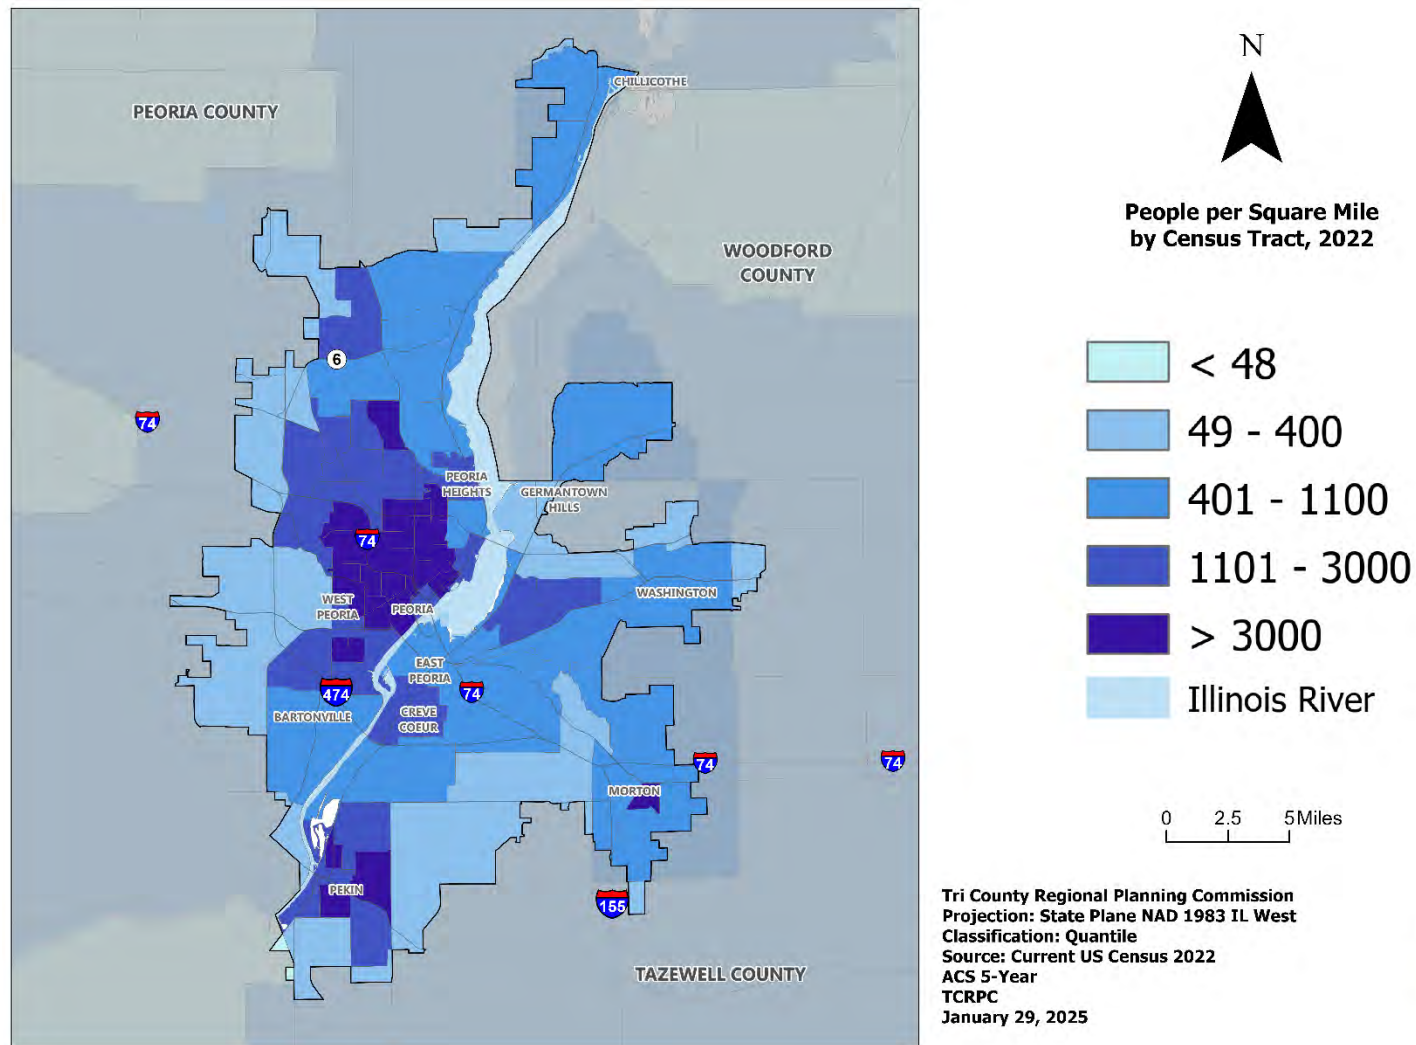 CHILLICOTHE
PEORIA COUNTY
WOODFORD
COUNTY
6
74
PEORIA
HEIGHTS
GERMANTOWN
HILLS
74
WEST
PEORIA
PEORIA
WASHINGTON
EAST
PEORIA
474
74
BARTONVILLE
CREVE
COEUR
74
74
MORTON
PEKIN
155
TAZEWELL COUNTY
N
People per Square Mile
by Census Tract, 2022
< 48
49 - 400
401 - 1100
1101 - 3000
> 3000
Illinois River
0 2.5 5 Miles
Tri County Regional Planning Commission
Projection: State Plane NAD 1983 IL West
Classification: Quantile
Source: Current US Census 2022
ACS 5-Year
TCRPC
January 29, 2025